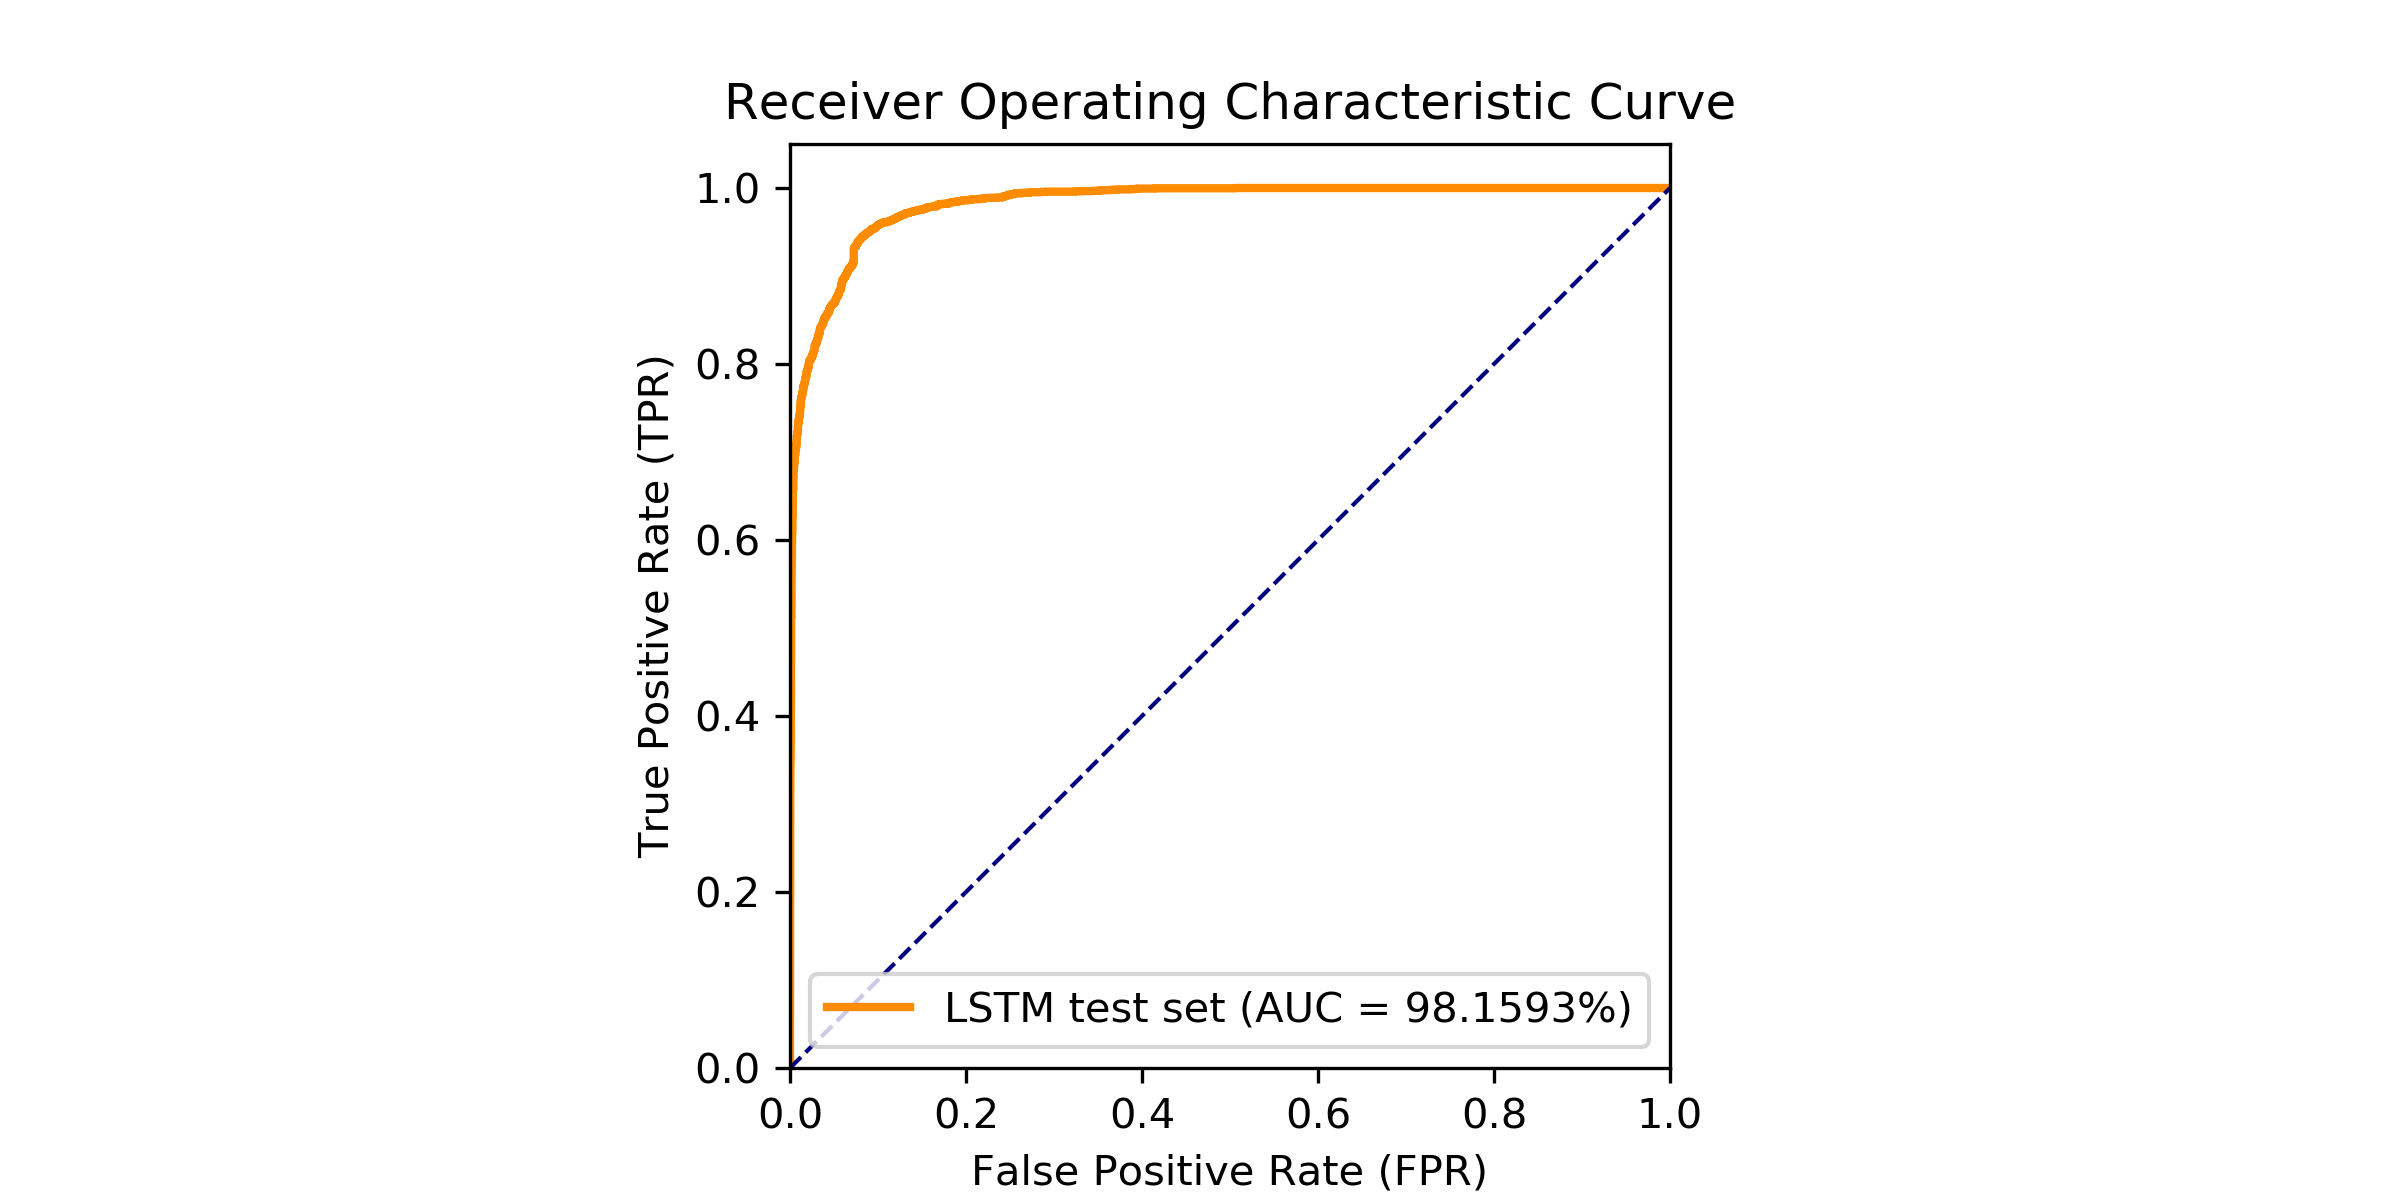 Receiver Operating Characteristic Curve
True Positive Rate (TPR)
1.0
0.8
0.6
0.4
0.2
0.0
LSTM test set (AUC = 98.1593%)
0.0 0.2 0.4 0.6 0.8 1.0
False Positive Rate (FPR)